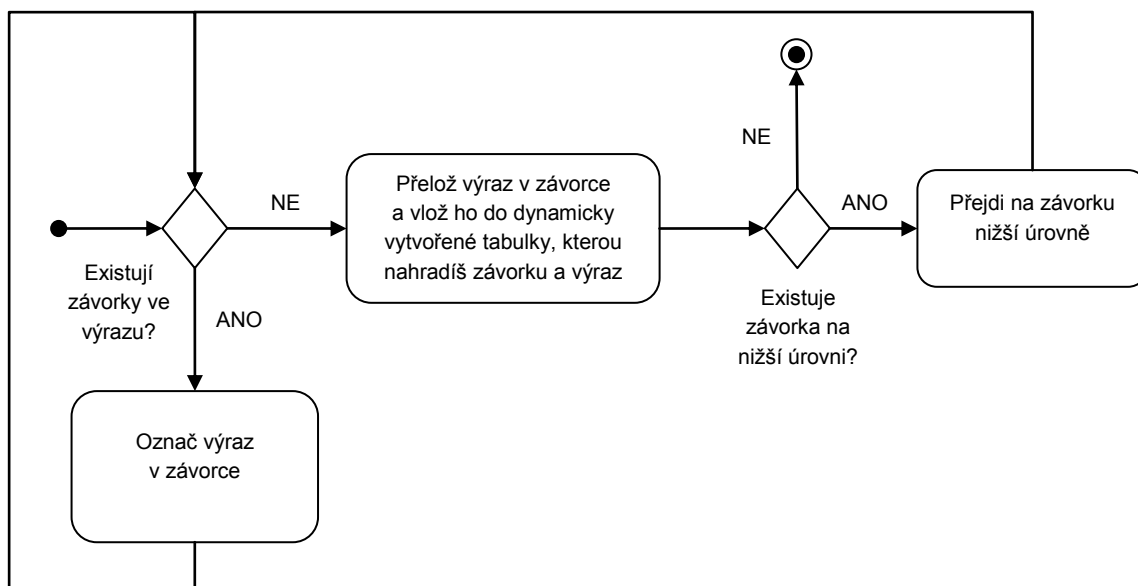 NE
Přelož výraz v závorce
a vlož ho do dynamicky
vytvořené tabulky, kterou
nahradíš závorku a výraz
NE
ANO
Přejdi na závorku
nižší úrovně
Existují
závorky ve
výrazu?
ANO
Existuje
závorka na
nižší úrovni?
Označ výraz
v závorce